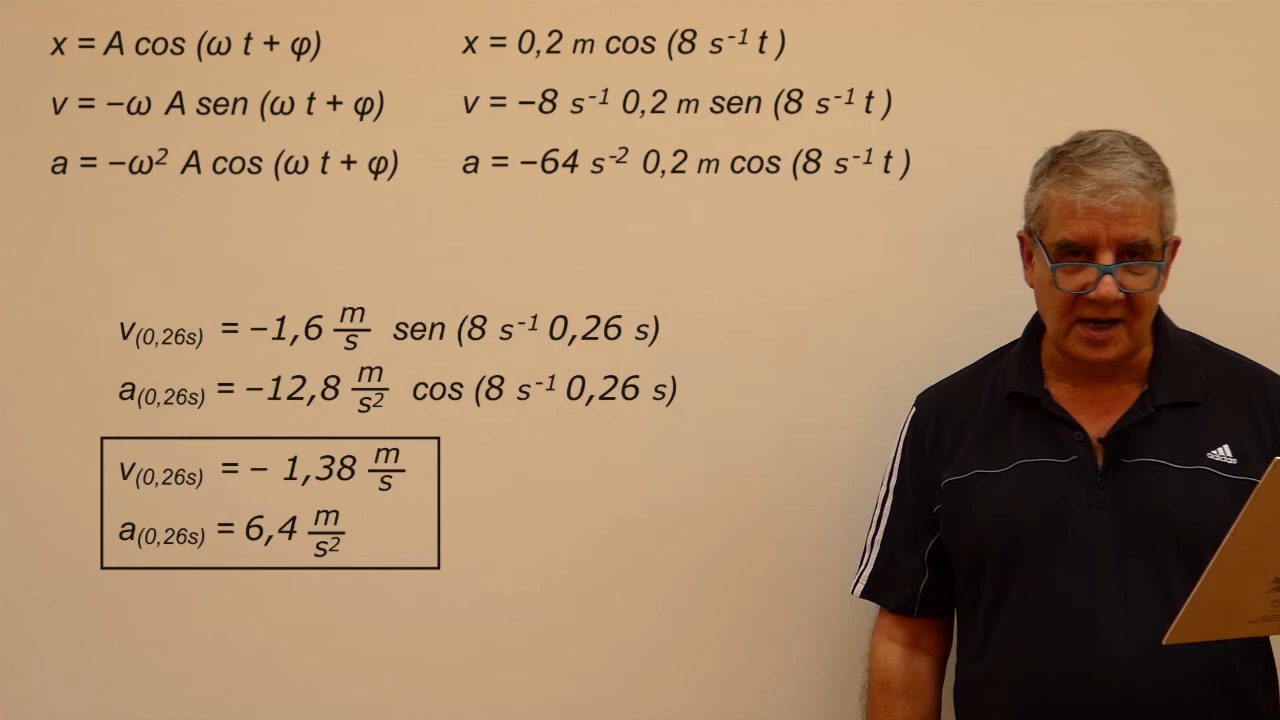 x = A cos (ω t + φ)
v = −ω A sen (ω t + φ)
a = −ω² A cos (ω t + φ)
x = 0,2 m cos (8 s⁻¹ t )
v = −8 s⁻¹ 0,2 m sen (8 s⁻¹ t )
a = −64 s⁻² 0,2 m cos (8 s⁻¹ t )
v(0,26s) = −1,6 m/s sen (8 s⁻¹ 0,26 s)
a(0,26s) = −12,8 m/s² cos (8 s⁻¹ 0,26 s)
v(0,26s) = − 1,38 m/s
a(0,26s) = 6,4 m/s²
adidas